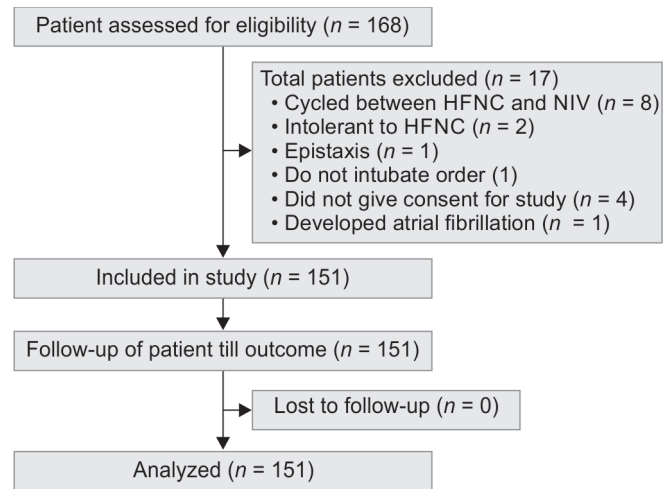 Patient assessed for eligibility (n = 168)
Total patients excluded (n = 17)
• Cycled between HFNC and NIV (n = 8)
• Intolerant to HFNC (n = 2)
• Epistaxis (n = 1)
• Do not intubate order (1)
• Did not give consent for study (n = 4)
• Developed atrial fibrillation (n = 1)
Included in study (n = 151)
Follow-up of patient till outcome (n = 151)
Lost to follow-up (n = 0)
Analyzed (n = 151)